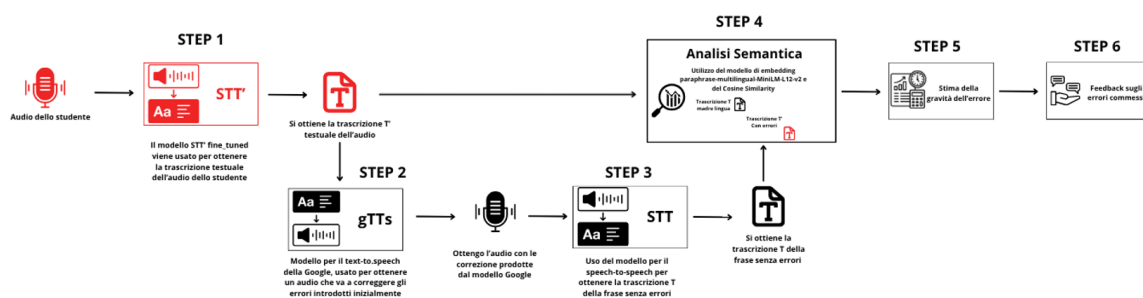 STEP 1
STT'
Aa
Audio dello studente
Il modello STT' fine_tuned
viene usato per ottenere
la trascrizione testuale
dell'audio dello studente
T
Si ottiene la trascrizione T'
testuale dell'audio
STEP 2
Aa
gTTs
Modello per il text-to.speech
della Google, usato per ottenere
un audio che va a correggere gli
errori introdotti inizialmente
Ottengo l'audio con le
correzione prodotte
dal modello Google
STEP 3
STT
Aa
Uso del modello per il
speech-to-speech per
ottenere la trascrizione T
della frase senza errori
T
Si ottiene la
trascrizione T della
frase senza errori
STEP 4
Analisi Semantica
Utilizzo del modello di embedding
paraphrase-multilingual-MiniLM-L12-v2 e
del Cosine Similarity
Trascrizione T
madre lingua
T
Trascrizione T'
Con errori
T
STEP 5
Stima della
gravità dell'errore
STEP 6
Feedback sugli
errori commess